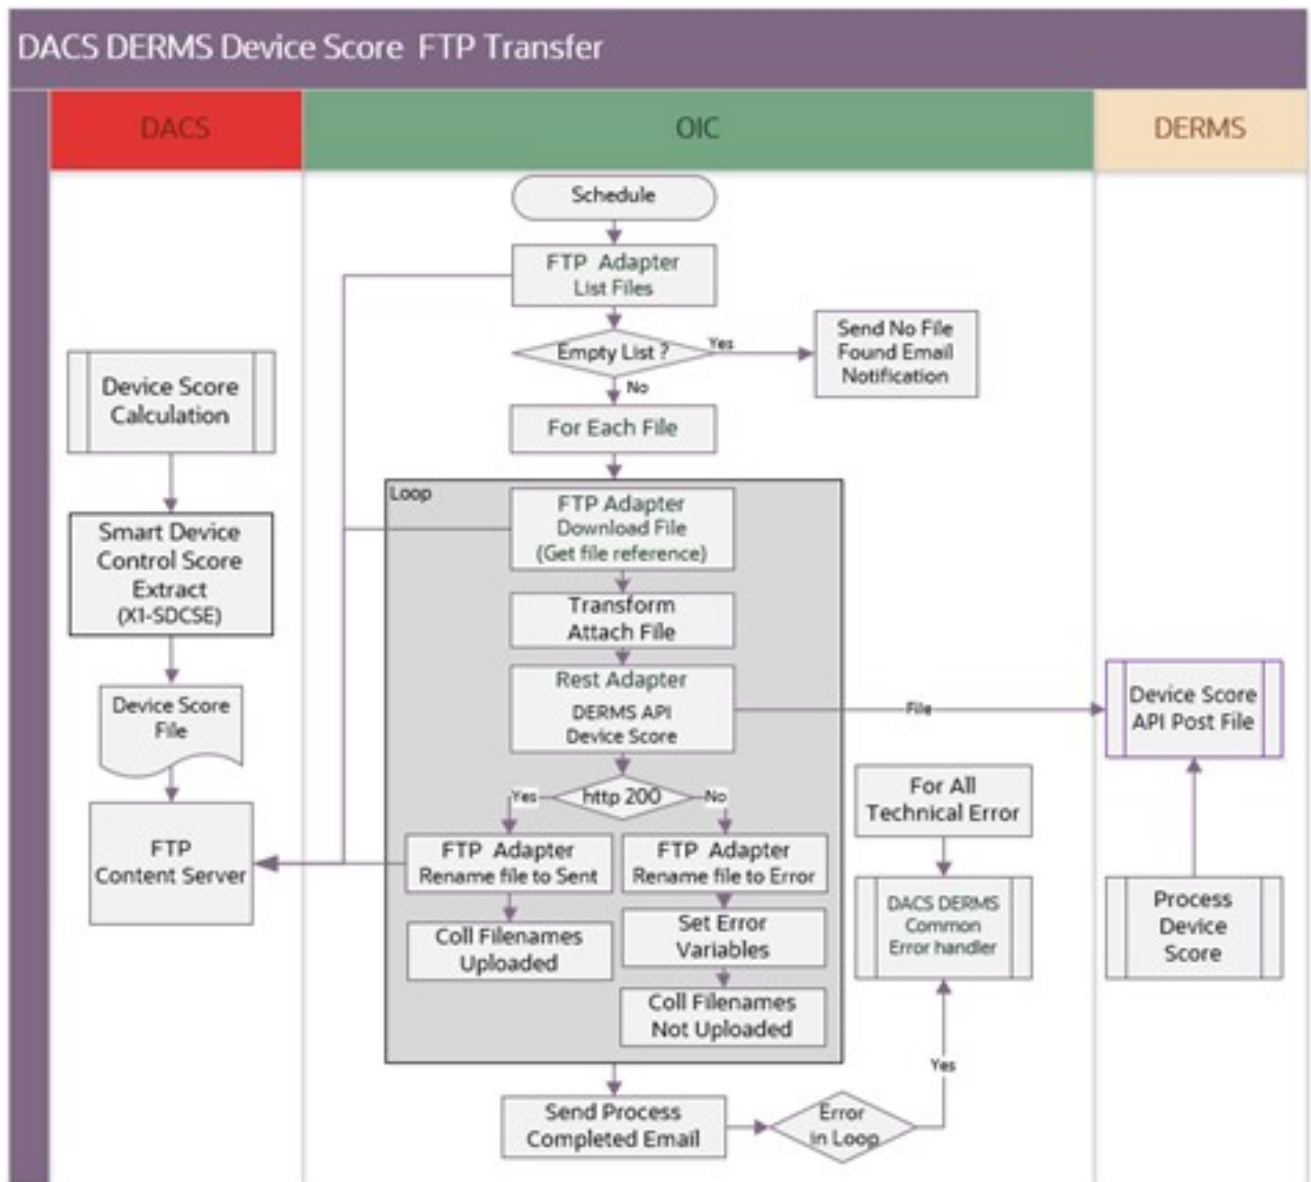 DACS DERMS Device Score FTP Transfer
DACS
OIC
DERMS
Schedule
FTP Adapter
List Files
Empty List ?
Yes
Send No File
Found Email
Notification
No
For Each File
Device Score
Calculation
Smart Device
Control Score
Extract
(X1-SDCSE)
Device Score
File
FTP
Content Server
Loop
FTP Adapter
Download File
(Get file reference)
Transform
Attach File
Rest Adapter
DERMS API
Device Score
File
Device Score
API Post File
http 200
Yes
No
FTP Adapter
Rename file to Sent
FTP Adapter
Rename file to Error
Coll Filenames
Uploaded
Set Error
Variables
Coll Filenames
Not Uploaded
For All
Technical Error
DACS DERMS
Common
Error handler
Process
Device
Score
Yes
Send Process
Completed Email
Error
in Loop